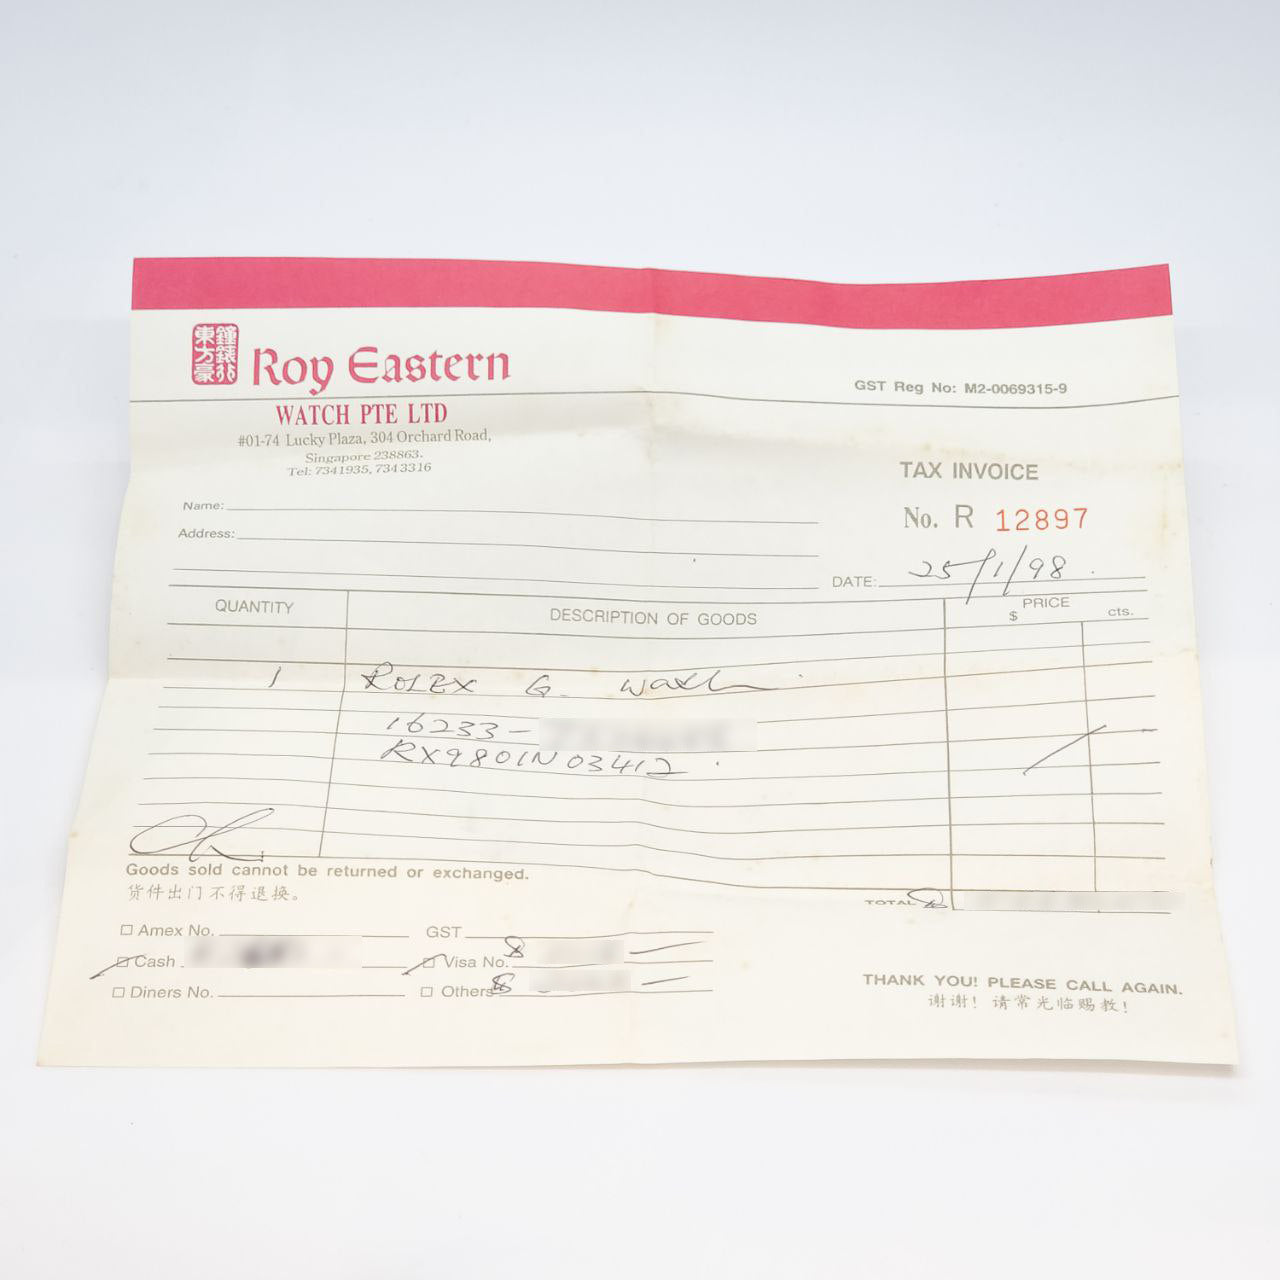 東方豪
鐘錶行
Roy Eastern
WATCH PTE LTD
#01-74 Lucky Plaza, 304 Orchard Road,
Singapore 238863.
Tel: 7341935, 734 3316
GST Reg No: M2-0069315-9
TAX INVOICE
No. R 12897
Name:
Address:
DATE: 25/1/98
QUANTITY DESCRIPTION OF GOODS PRICE
$ cts.
1 ROLEX G. Watch
16233-
RX9801N03412
Goods sold cannot be returned or exchanged.
货件出门不得退换。
TOTAL $
Amex No. GST
Cash Visa No. $
Diners No. Others $
THANK YOU! PLEASE CALL AGAIN.
谢谢! 请常光临赐教!